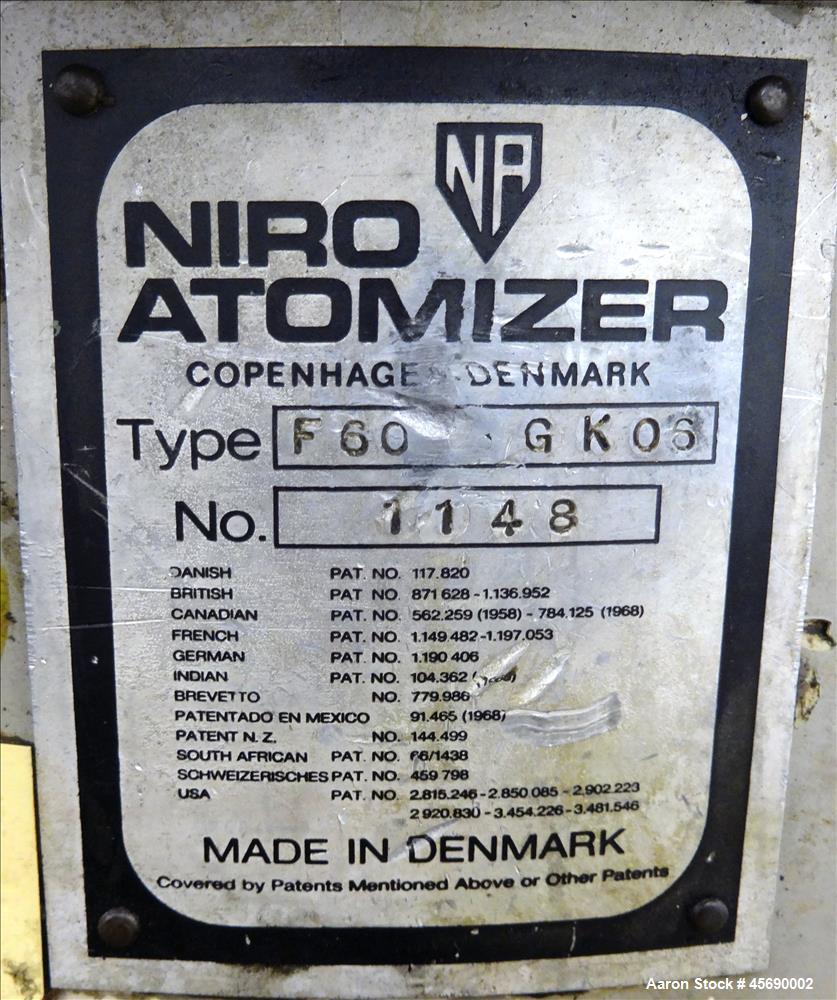 NA
NIRO
ATOMIZER
COPENHAGEN DENMARK
Type F60 GK06
No. 1148
DANISH PAT. NO. 117.820
BRITISH PAT. NO. 871 628 - 1.136.952
CANADIAN PAT. NO. 562.259 (1958) - 784.125 (1968)
FRENCH PAT. NO. 1.149.482 - 1.197.053
GERMAN PAT. NO. 1.190 406
INDIAN PAT. NO. 104.362
BREVETTO NO. 779.986
PATENTADO EN MEXICO 91.465 (1968)
PATENT N. Z. NO. 144.499
SOUTH AFRICAN PAT. NO. 66/1438
SCHWEIZERISCHES PAT. NO. 459 798
USA PAT. NO. 2.815.246 - 2.850 085 - 2.902.223
2 920.830 - 3.454.226 - 3.481.546
MADE IN DENMARK
Covered by Patents Mentioned Above or Other Patents
Aaron Stock # 45690002